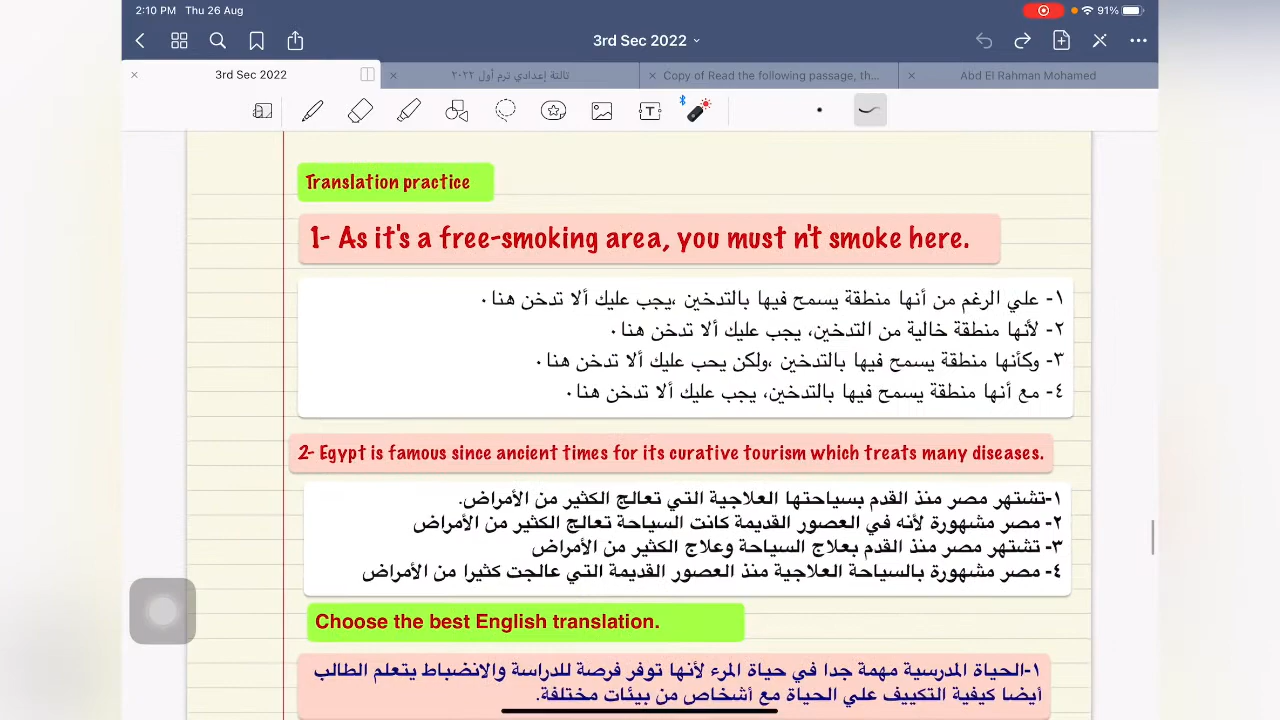 2:10 PM Thu 26 Aug
91%
3rd Sec 2022
3rd Sec 2022
تالتة إعدادي ترم أول ٢٠٢٢
Copy of Read the following passage, th...
Abd El Rahman Mohamed
Translation practice
1- As it's a free-smoking area, you must n't smoke here.
١- علي الرغم من أنها منطقة يسمح فيها بالتدخين ،يجب عليك ألا تدخن هنا٠
٢- لأنها منطقة خالية من التدخين، يجب عليك ألا تدخن هنا٠
٣- وكأنها منطقة يسمح فيها بالتدخين ،ولكن يحب عليك ألا تدخن هنا٠
٤- مع أنها منطقة يسمح فيها بالتدخين، يجب عليك ألا تدخن هنا٠
2- Egypt is famous since ancient times for its curative tourism which treats many diseases.
١-تشتهر مصر منذ القدم بسياحتها العلاجية التي تعالج الكثير من الأمراض.
٢- مصر مشهورة لأنه في العصور القديمة كانت السياحة تعالج الكثير من الأمراض
٣- تشتهر مصر منذ القدم بعلاج السياحة وعلاج الكثير من الأمراض
٤- مصر مشهورة بالسياحة العلاجية منذ العصور القديمة التي عالجت كثيرا من الأمراض
Choose the best English translation.
١-الحياة المدرسية مهمة جدا في حياة المرء لأنها توفر فرصة للدراسة والانضباط يتعلم الطالب
أيضا كيفية التكييف علي الحياة مع أشخاص من بيئات مختلفة.